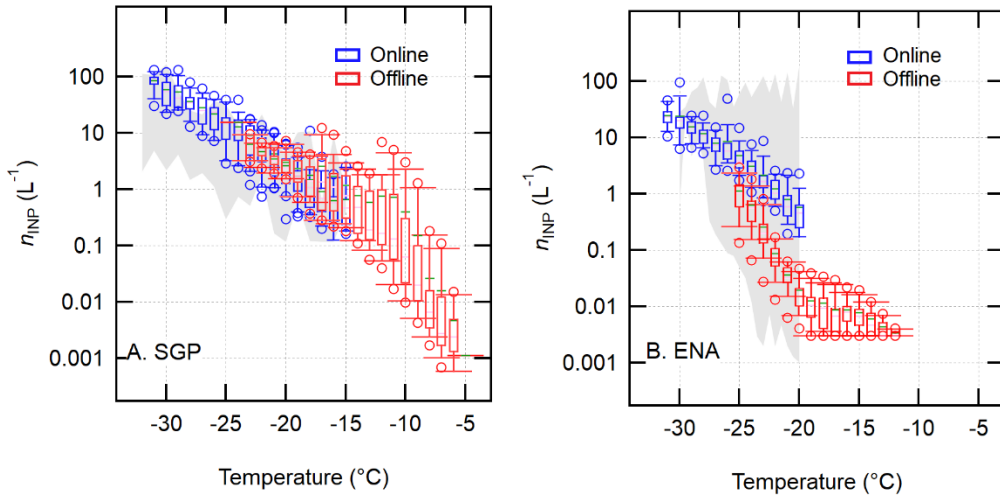 Online
Offline
100
10
1
0.1
0.01
0.001
n_INP (L⁻¹)
A. SGP
-30
-25
-20
-15
-10
-5
Temperature (°C)
Online
Offline
100
10
1
0.1
0.01
0.001
n_INP (L⁻¹)
B. ENA
-30
-25
-20
-15
-10
-5
Temperature (°C)